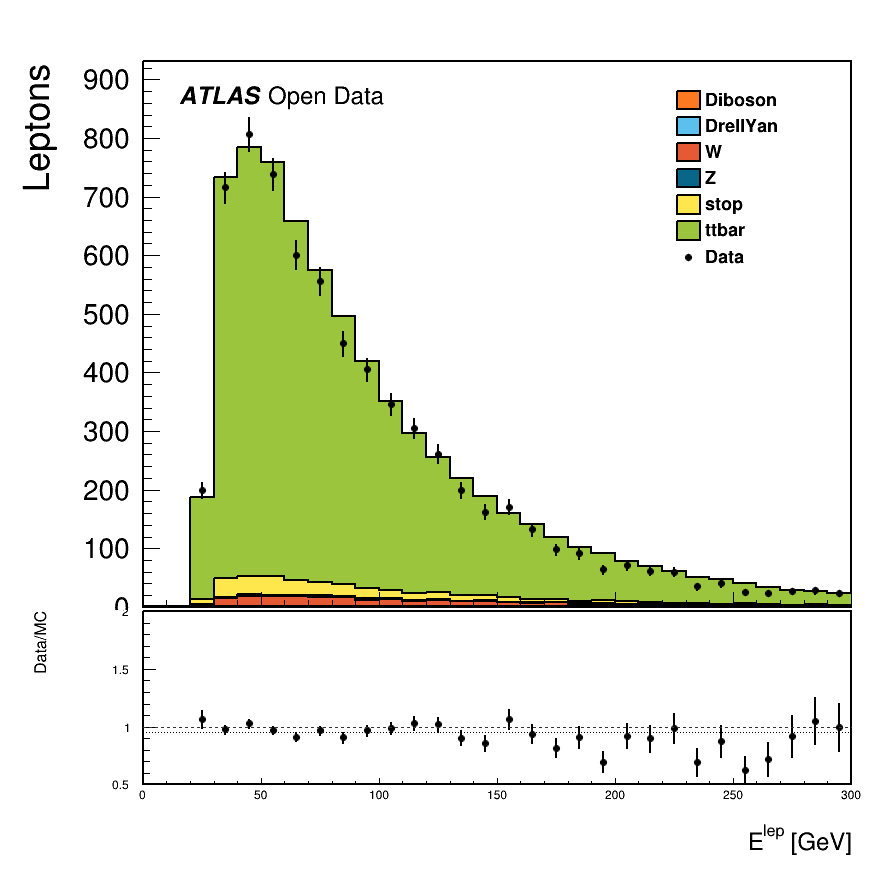 Leptons
ATLAS Open Data
900
800
700
600
500
400
300
200
100
0
Diboson
DrellYan
W
Z
stop
ttbar
Data
Data/MC
2
1.5
1
0.5
0 50 100 150 200 250 300
E^lep [GeV]